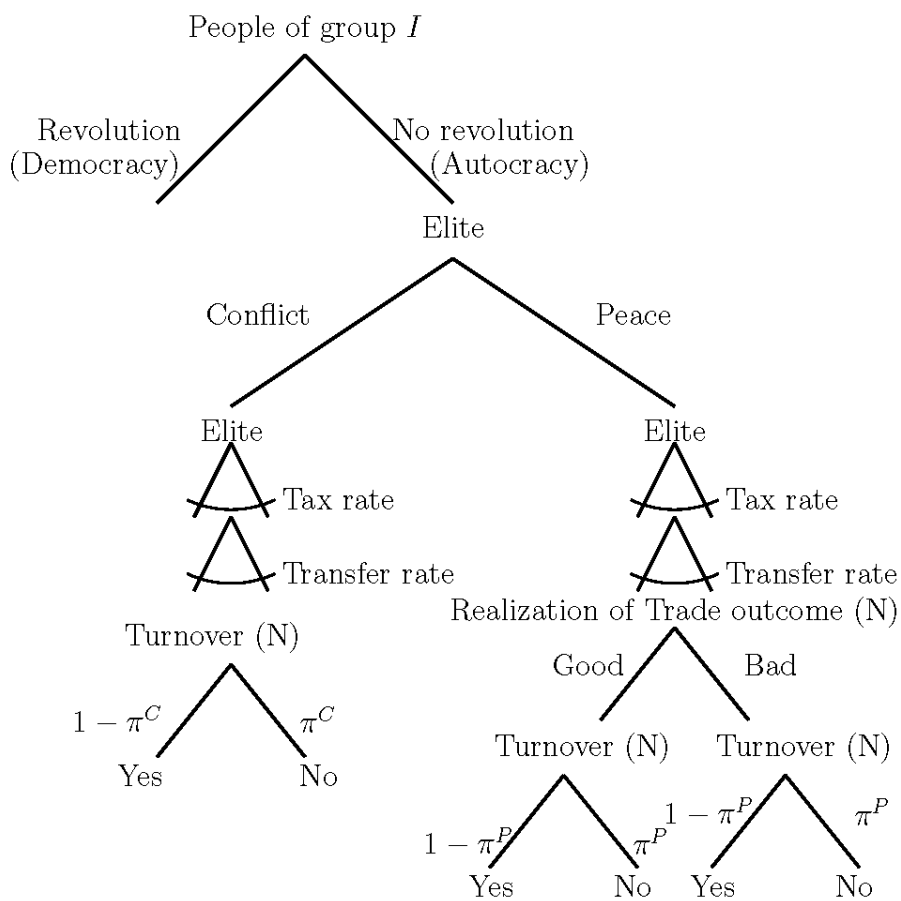 People of group I
Revolution
(Democracy)
No revolution
(Autocracy)
Elite
Conflict
Peace
Elite
Elite
Tax rate
Tax rate
Transfer rate
Transfer rate
Realization of Trade outcome (N)
Turnover (N)
Good
Bad
1 − π^C
π^C
Turnover (N)
Turnover (N)
Yes
No
1 − π^P
π^P
1 − π^P
π^P
Yes
No
Yes
No